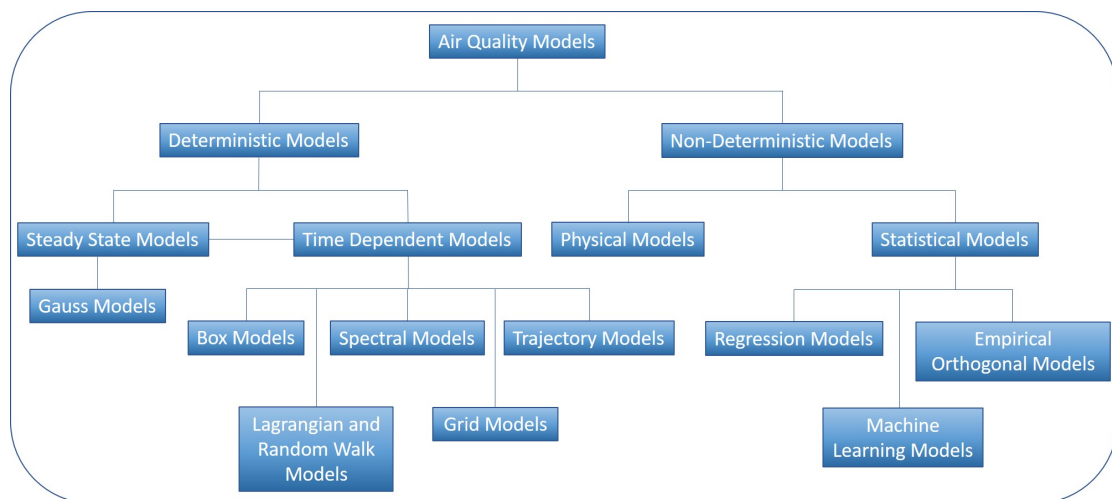 Air Quality Models
Deterministic Models
Non-Deterministic Models
Steady State Models
Time Dependent Models
Physical Models
Statistical Models
Gauss Models
Box Models
Spectral Models
Trajectory Models
Regression Models
Empirical
Orthogonal Models
Lagrangian and
Random Walk
Models
Grid Models
Machine
Learning Models